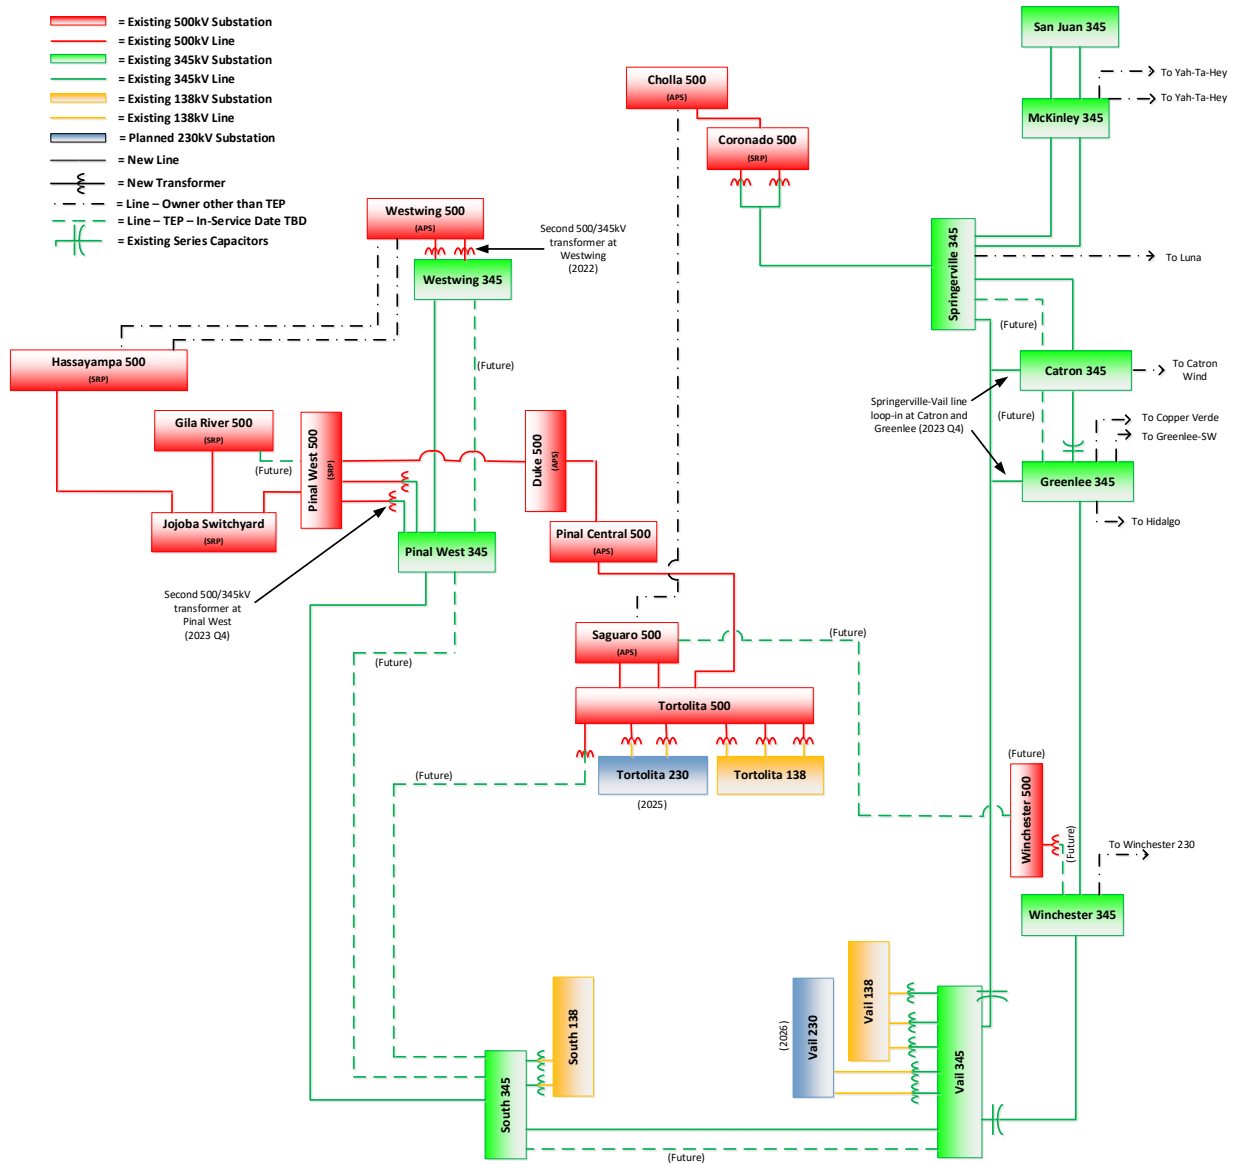 = Existing 500kV Substation
= Existing 500kV Line
= Existing 345kV Substation
= Existing 345kV Line
= Existing 138kV Substation
= Existing 138kV Line
= Planned 230kV Substation
= New Line
= New Transformer
= Line – Owner other than TEP
= Line – TEP – In-Service Date TBD
= Existing Series Capacitors
San Juan 345
To Yah-Ta-Hey
To Yah-Ta-Hey
McKinley 345
Cholla 500
(APS)
Coronado 500
(SRP)
Westwing 500
(APS)
Second 500/345kV
transformer at
Westwing
(2022)
Westwing 345
Springerville 345
To Luna
(Future)
Hassayampa 500
(SRP)
(Future)
Catron 345
To Catron
Wind
Springerville-Vail line
loop-in at Catron and
Greenlee (2023 Q4)
(Future)
To Copper Verde
To Greenlee-SW
Gila River 500
(SRP)
(Future)
Pinal West 500
(SRP)
Duke 500
(APS)
Greenlee 345
To Hidalgo
Jojoba Switchyard
(SRP)
Pinal West 345
Pinal Central 500
(APS)
Second 500/345kV
transformer at
Pinal West
(2023 Q4)
Saguaro 500
(APS)
(Future)
(Future)
Tortolita 500
(Future)
Tortolita 230
(2025)
Tortolita 138
(Future)
Winchester 500
(Future)
To Winchester 230
Winchester 345
South 138
(2026)
Vail 230
Vail 138
Vail 345
South 345
(Future)